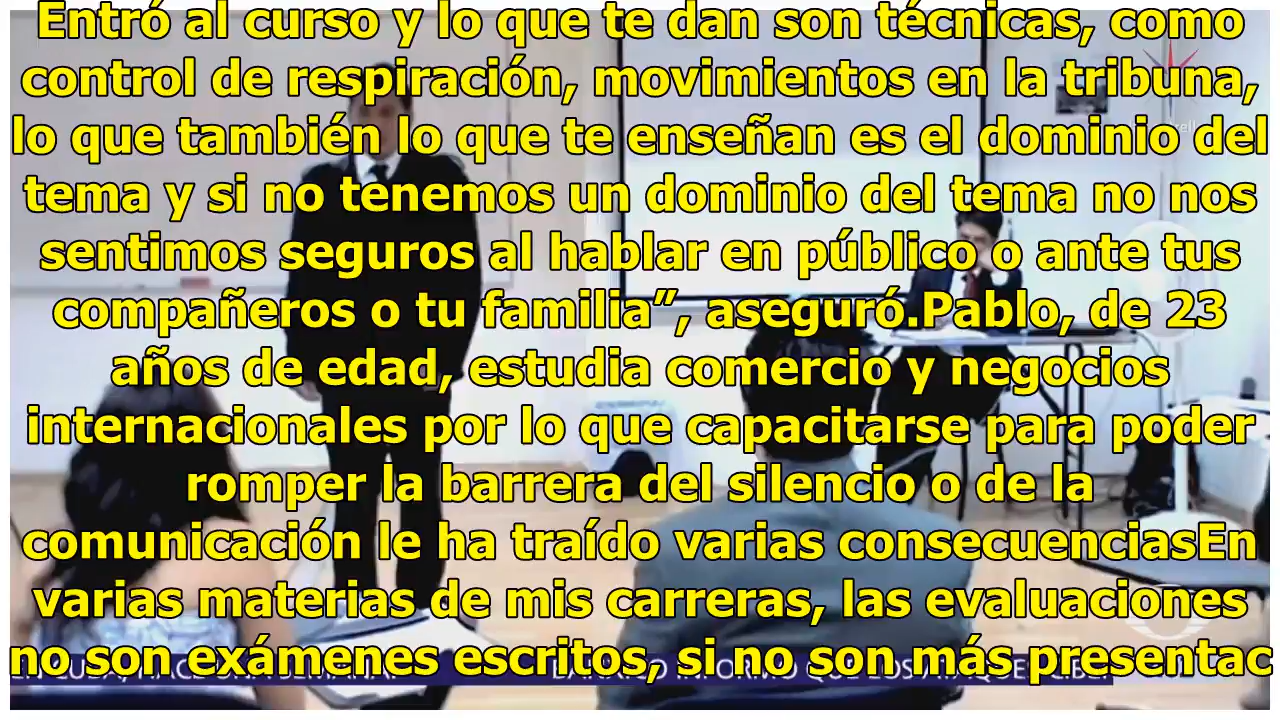 Entró al curso y lo que te dan son técnicas, como
control de respiración, movimientos en la tribuna,
lo que también lo que te enseñan es el dominio del
tema y si no tenemos un dominio del tema no nos
sentimos seguros al hablar en público o ante tus
compañeros o tu familia”, aseguró.Pablo, de 23
años de edad, estudia comercio y negocios
internacionales por lo que capacitarse para poder
romper la barrera del silencio o de la
comunicación le ha traído varias consecuenciasEn
varias materias de mis carreras, las evaluaciones
no son exámenes escritos, si no son más presentac